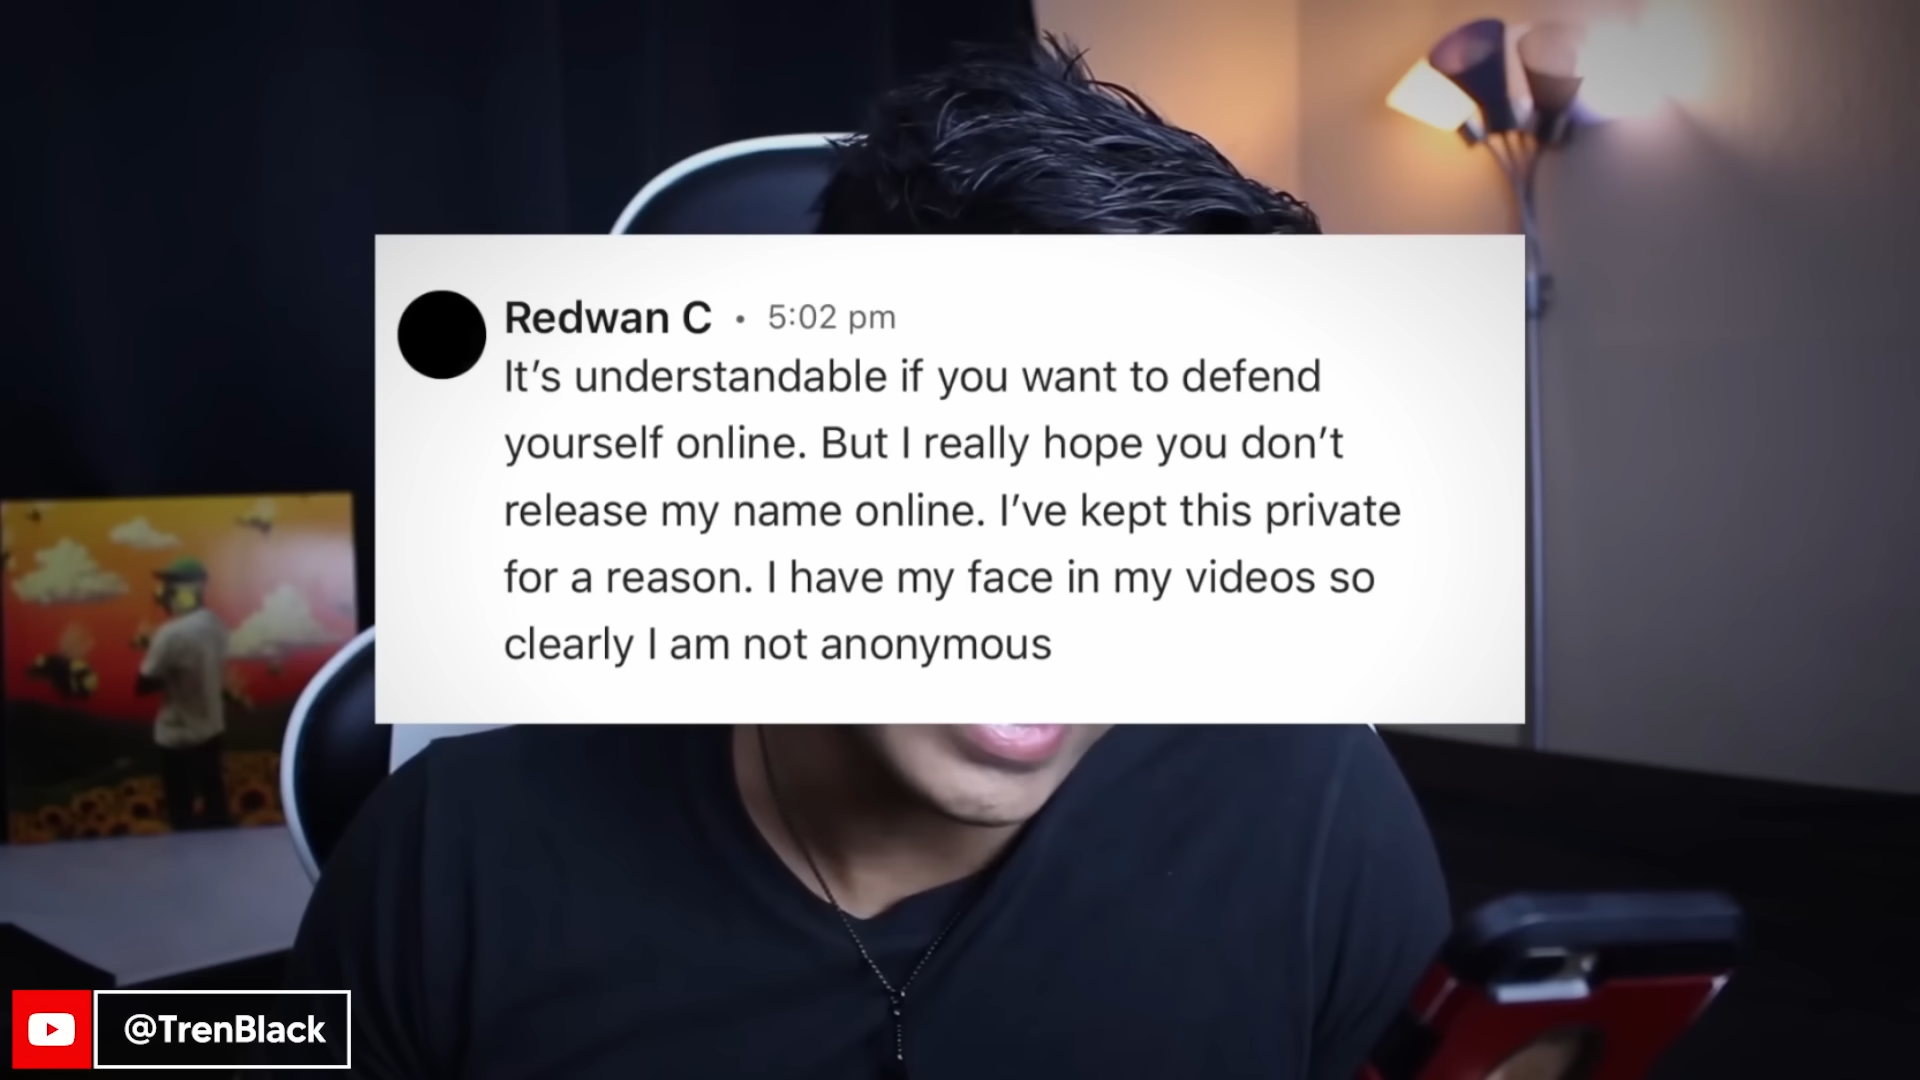 Redwan C • 5:02 pm
It’s understandable if you want to defend
yourself online. But I really hope you don’t
release my name online. I’ve kept this private
for a reason. I have my face in my videos so
clearly I am not anonymous
@TrenBlack